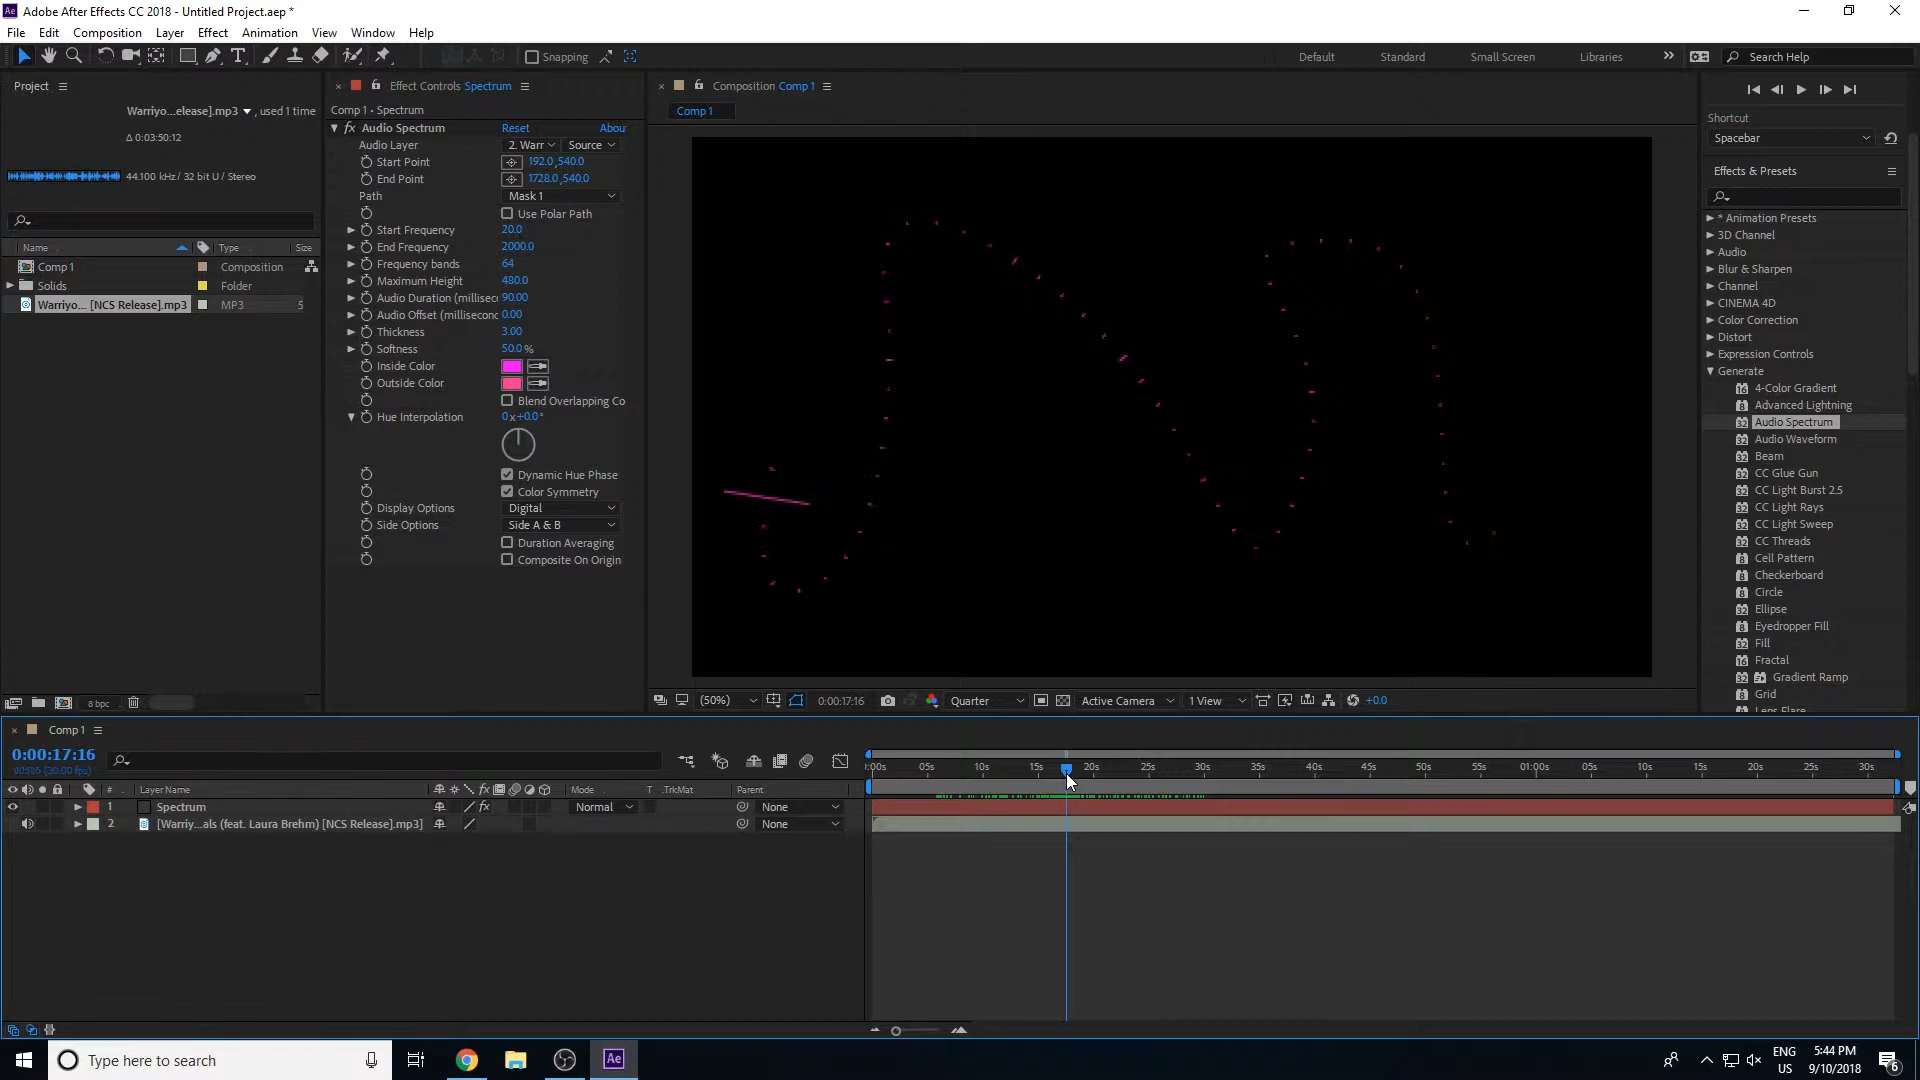 Adobe After Effects CC 2018 - Untitled Project.aep *
File Edit Composition Layer Effect Animation View Window Help
Snapping
Default Standard Small Screen Libraries Search Help
Project
Warriyo...elease].mp3 , used 1 time
Δ 0:03:50:12
44.100 kHz / 32 bit U / Stereo
Name Type Size
Comp 1 Composition
Solids Folder
Warriyo... [NCS Release].mp3 MP3 5
8 bpc
Effect Controls Spectrum
Comp 1 • Spectrum
fx Audio Spectrum Reset Abou
Audio Layer 2. Warr Source
Start Point 192.0,540.0
End Point 1728.0,540.0
Path Mask 1
Use Polar Path
Start Frequency 20.0
End Frequency 2000.0
Frequency bands 64
Maximum Height 480.0
Audio Duration (millisec 90.00
Audio Offset (millisecond 0.00
Thickness 3.00
Softness 50.0 %
Inside Color
Outside Color
Blend Overlapping Co
Hue Interpolation 0 x+0.0 °
Dynamic Hue Phase
Color Symmetry
Display Options Digital
Side Options Side A & B
Duration Averaging
Composite On Origin
Composition Comp 1
Comp 1
(50%) 0:00:17:16 Quarter Active Camera 1 View +0.0
Shortcut
Spacebar
Effects & Presets
* Animation Presets
3D Channel
Audio
Blur & Sharpen
Channel
CINEMA 4D
Color Correction
Distort
Expression Controls
Generate
4-Color Gradient
Advanced Lightning
Audio Spectrum
Audio Waveform
Beam
CC Glue Gun
CC Light Burst 2.5
CC Light Rays
CC Light Sweep
CC Threads
Cell Pattern
Checkerboard
Circle
Ellipse
Eyedropper Fill
Fill
Fractal
Gradient Ramp
Grid
Lens Flare
Comp 1
0:00:17:16
:00s 05s 10s 15s 20s 25s 30s 35s 40s 45s 50s 55s 01:00s 05s 10s 15s 20s 25s 30s
# Layer Name fx Mode T .TrkMat Parent
1 Spectrum fx Normal None
2 [Warriy...als (feat. Laura Brehm) [NCS Release].mp3] None
Type here to search
Ae
ENG
US
5:44 PM
9/10/2018
6